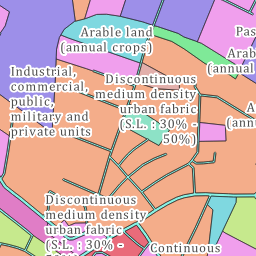 Arable land
(annual crops)
Pas
Arab
(annual
Industrial,
commercial,
public,
military and
private units
Discontinuous
medium density
urban fabric
(S.L. : 30% -
50%)
A
(ann
Discontinuous
medium density
urban fabric
(S.L. : 30% -
Continuous